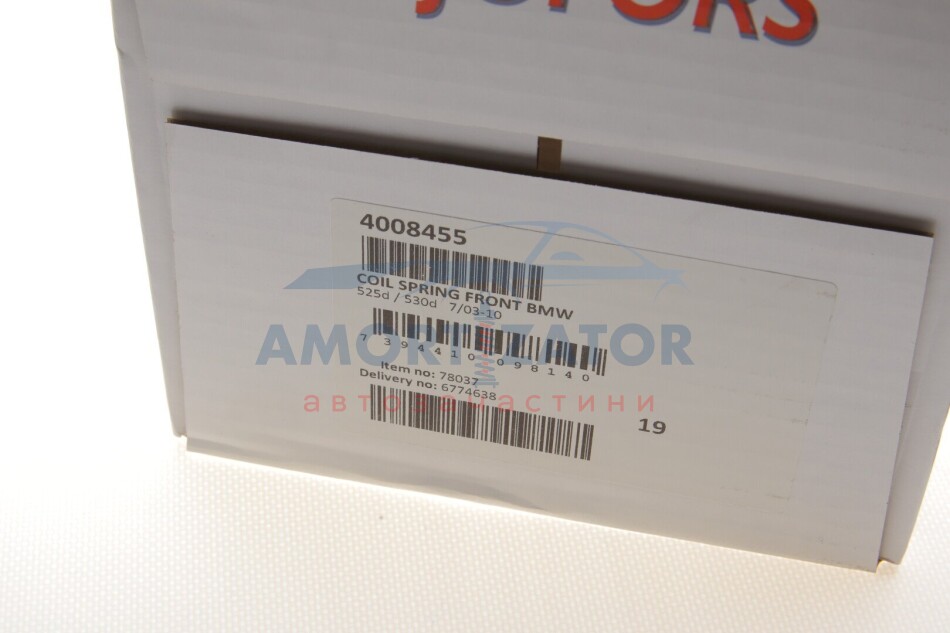 JOFORS
4008455
COIL SPRING FRONT BMW
525d / 530d 7/03-10
7 394410 098140
Item no: 78037
Delivery no: 6774638
19
AMORTIZATOR
автозапчастини